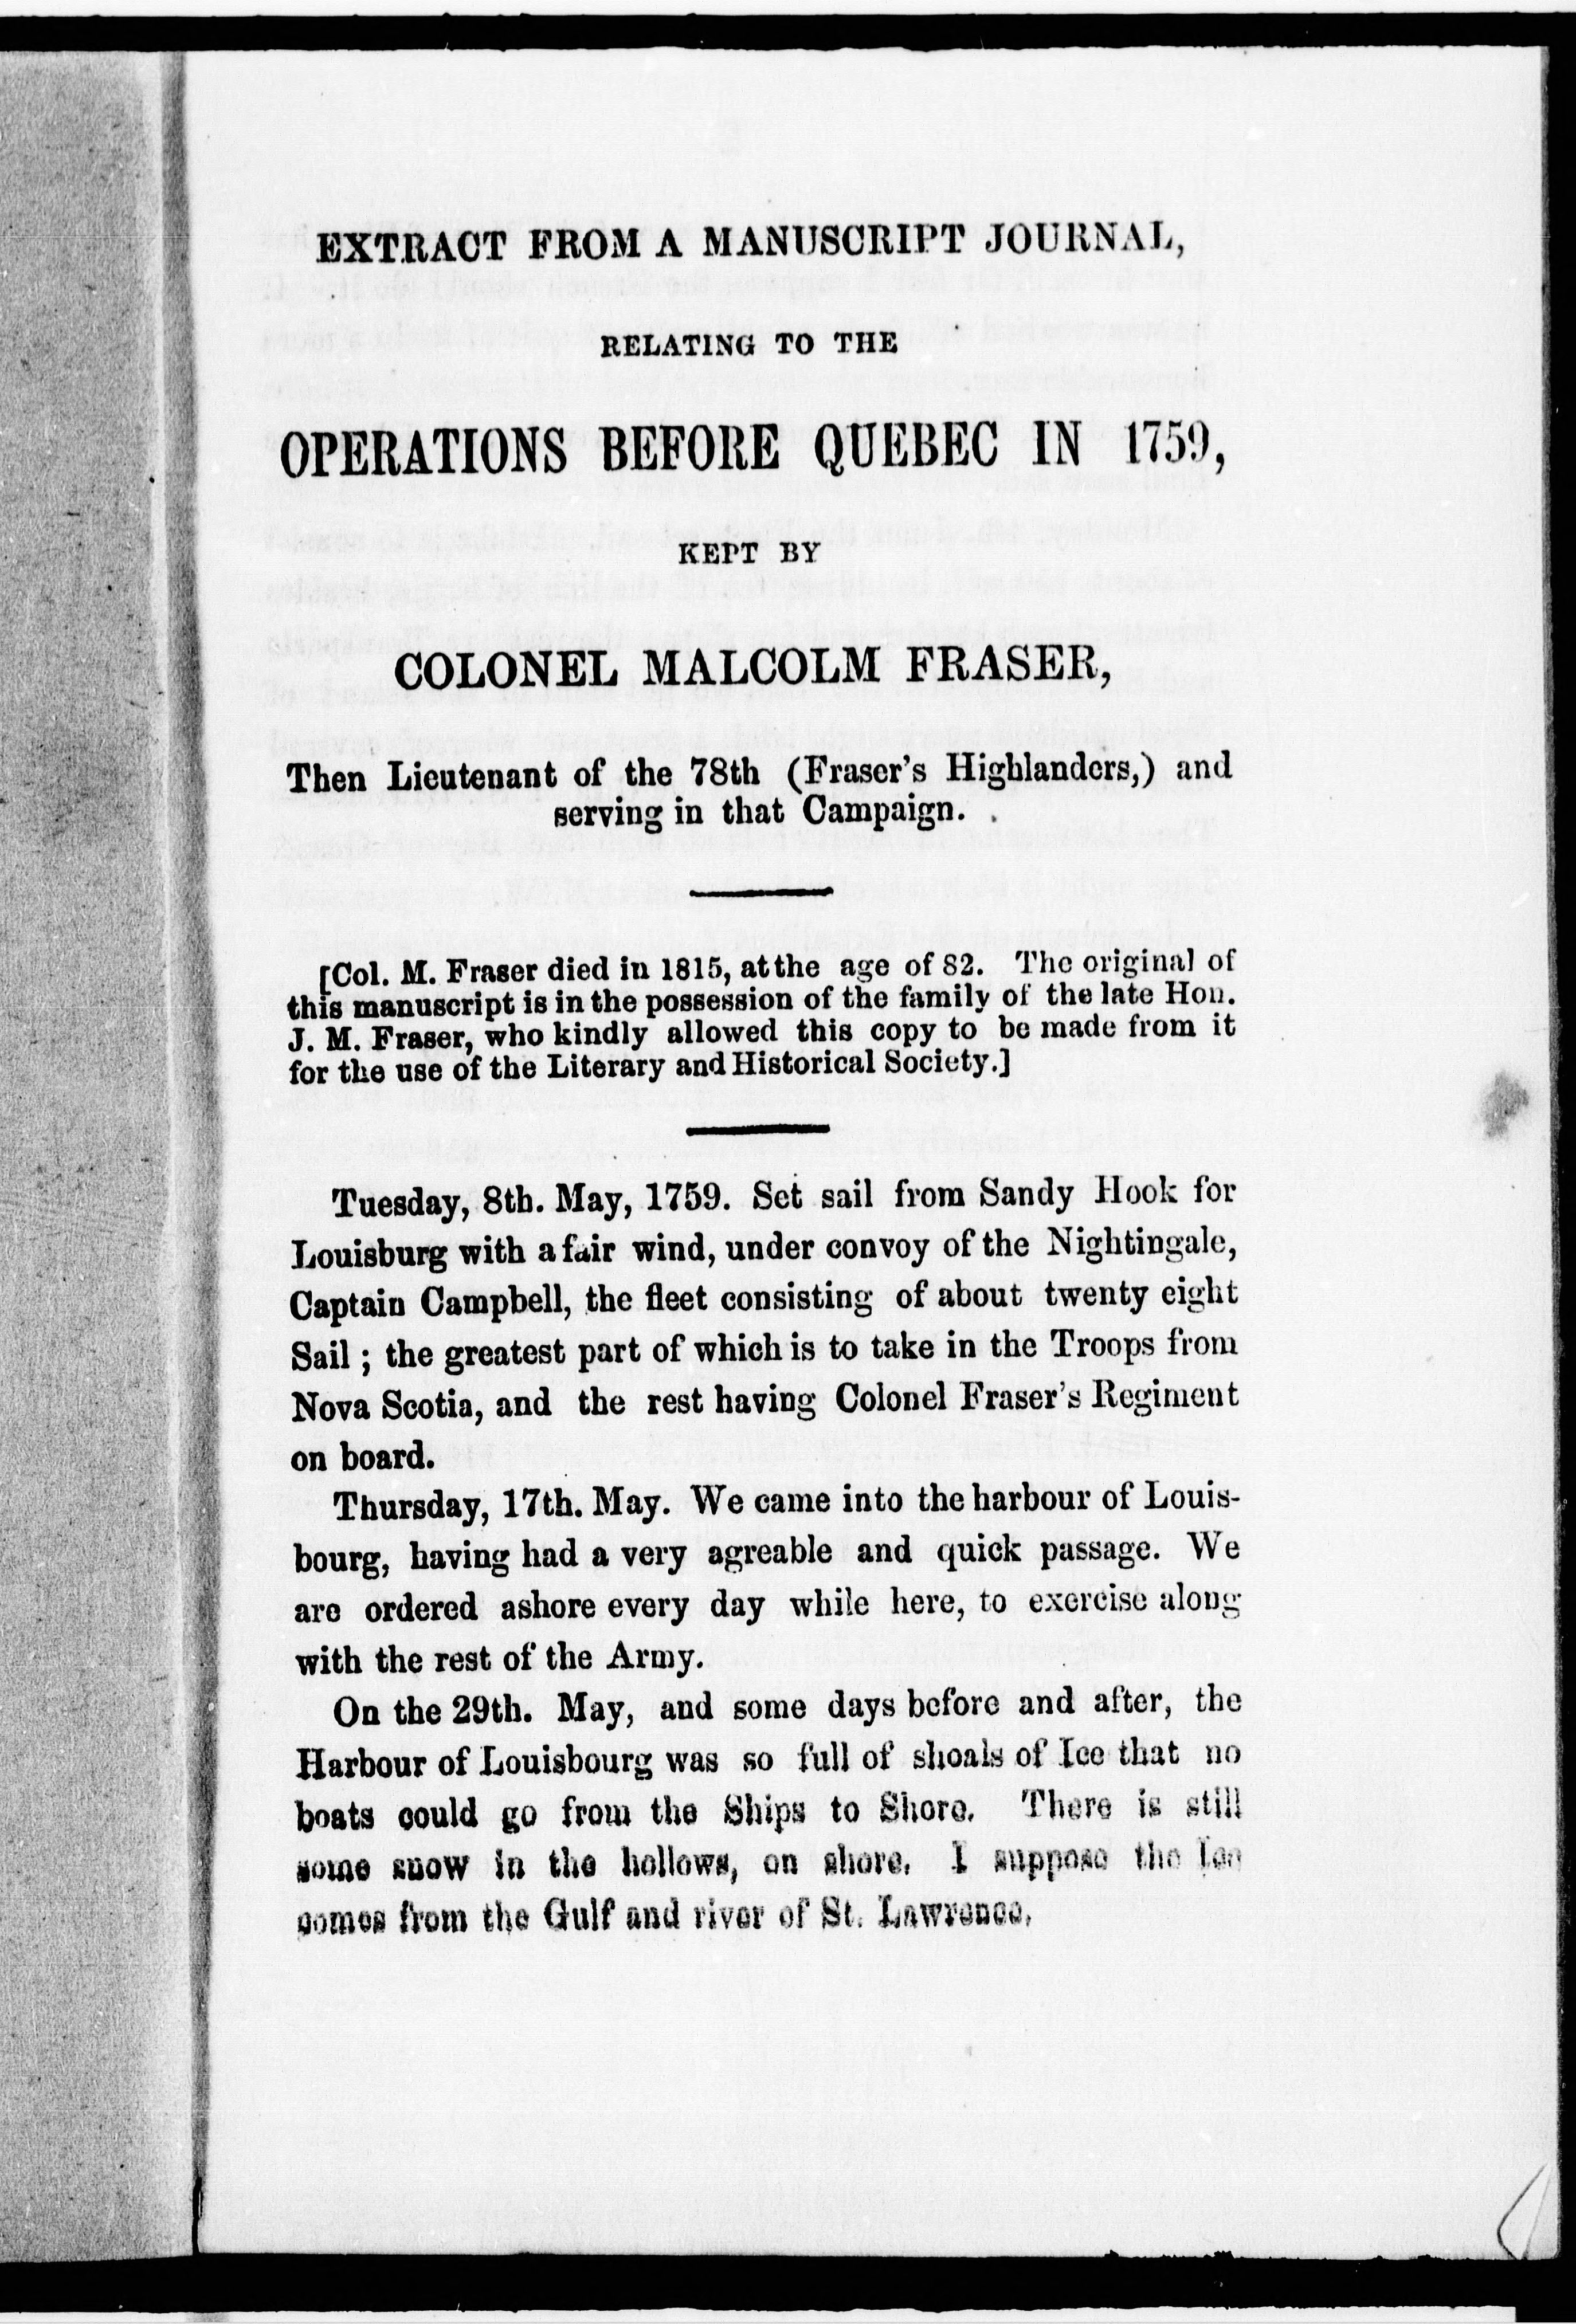 EXTRACT FROM A MANUSCRIPT JOURNAL,
RELATING TO THE
OPERATIONS BEFORE QUEBEC IN 1759,
KEPT BY
COLONEL MALCOLM FRASER,
Then Lieutenant of the 78th (Fraser's Highlanders,) and
serving in that Campaign.
[Col. M. Fraser died in 1815, at the age of 82. The original of
this manuscript is in the possession of the family of the late Hon.
J. M. Fraser, who kindly allowed this copy to be made from it
for the use of the Literary and Historical Society.]
Tuesday, 8th. May, 1759. Set sail from Sandy Hook for
Louisburg with a fair wind, under convoy of the Nightingale,
Captain Campbell, the fleet consisting of about twenty eight
Sail; the greatest part of which is to take in the Troops from
Nova Scotia, and the rest having Colonel Fraser's Regiment
on board.
Thursday, 17th. May. We came into the harbour of Louis-
bourg, having had a very agreable and quick passage. We
are ordered ashore every day while here, to exercise along
with the rest of the Army.
On the 29th. May, and some days before and after, the
Harbour of Louisbourg was so full of shoals of Ice that no
boats could go from the Ships to Shore. There is still
some snow in the hollows, on shore. I suppose the Ice
comes from the Gulf and river of St. Lawrence.